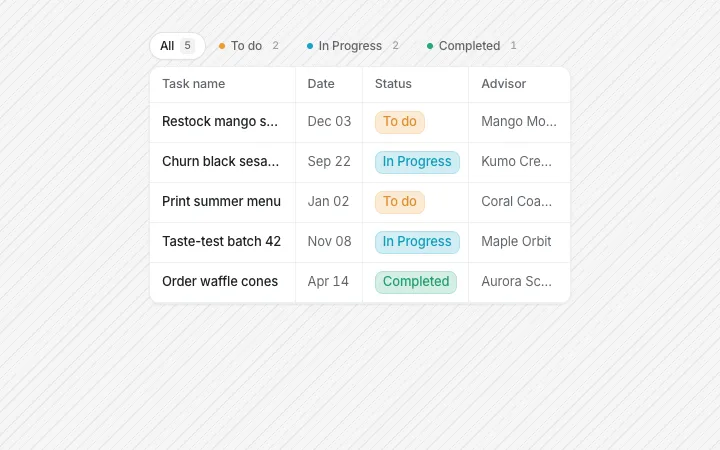 All 5 To do 2 In Progress 2 Completed 1
Task name Date Status Advisor
Restock mango s... Dec 03 To do Mango Mo...
Churn black sesa... Sep 22 In Progress Kumo Cre...
Print summer menu Jan 02 To do Coral Coa...
Taste-test batch 42 Nov 08 In Progress Maple Orbit
Order waffle cones Apr 14 Completed Aurora Sc...